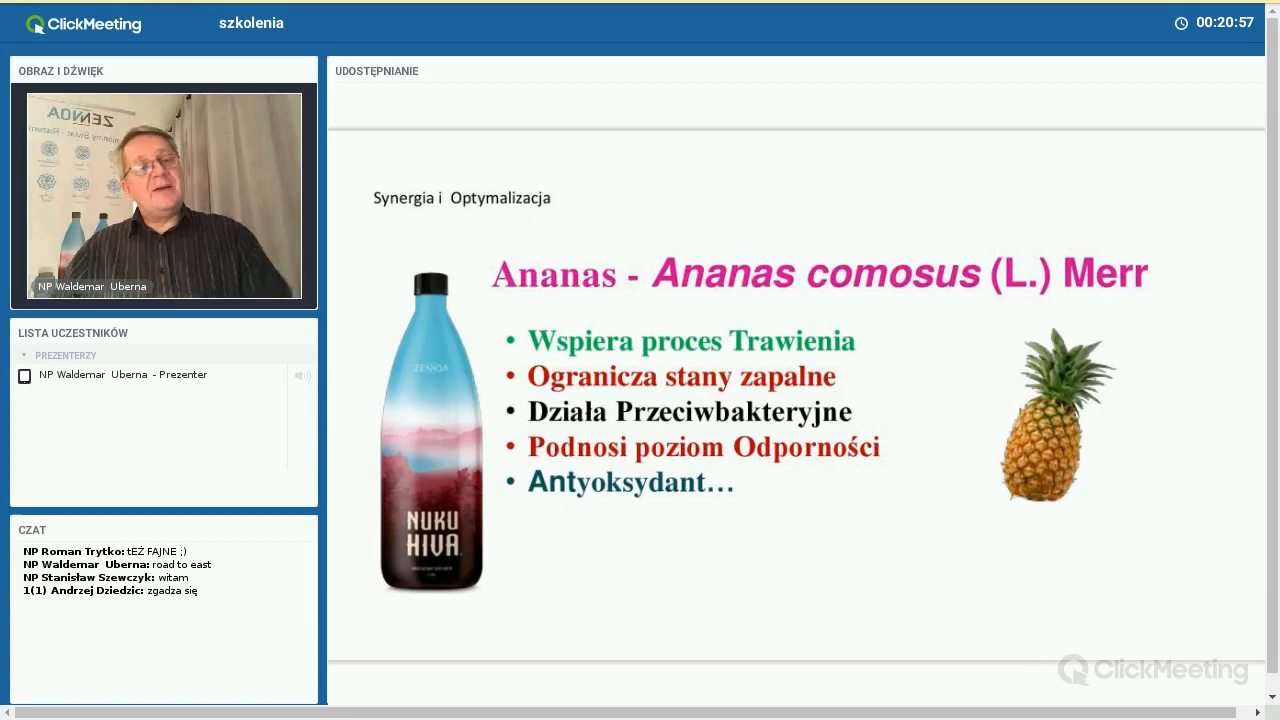 ClickMeeting
szkolenia
00:20:57
OBRAZ I DŹWIĘK
NP Waldemar Uberna
LISTA UCZESTNIKÓW
PREZENTERZY
NP Waldemar Uberna - Prezenter
CZAT
NP Roman Trytko: tEŻ FAJNE ;)
NP Waldemar Uberna: road to east
NP Stanisław Szewczyk: witam
1(1) Andrzej Dziedzic: zgadza się
UDOSTĘPNIANIE
Synergia i Optymalizacja
Ananas - Ananas comosus (L.) Merr
• Wspiera proces Trawienia
• Ogranicza stany zapalne
• Działa Przeciwbakteryjne
• Podnosi poziom Odporności
• Antyoksydant...
ZENNOA
NUKU
HIVA
ClickMeeting